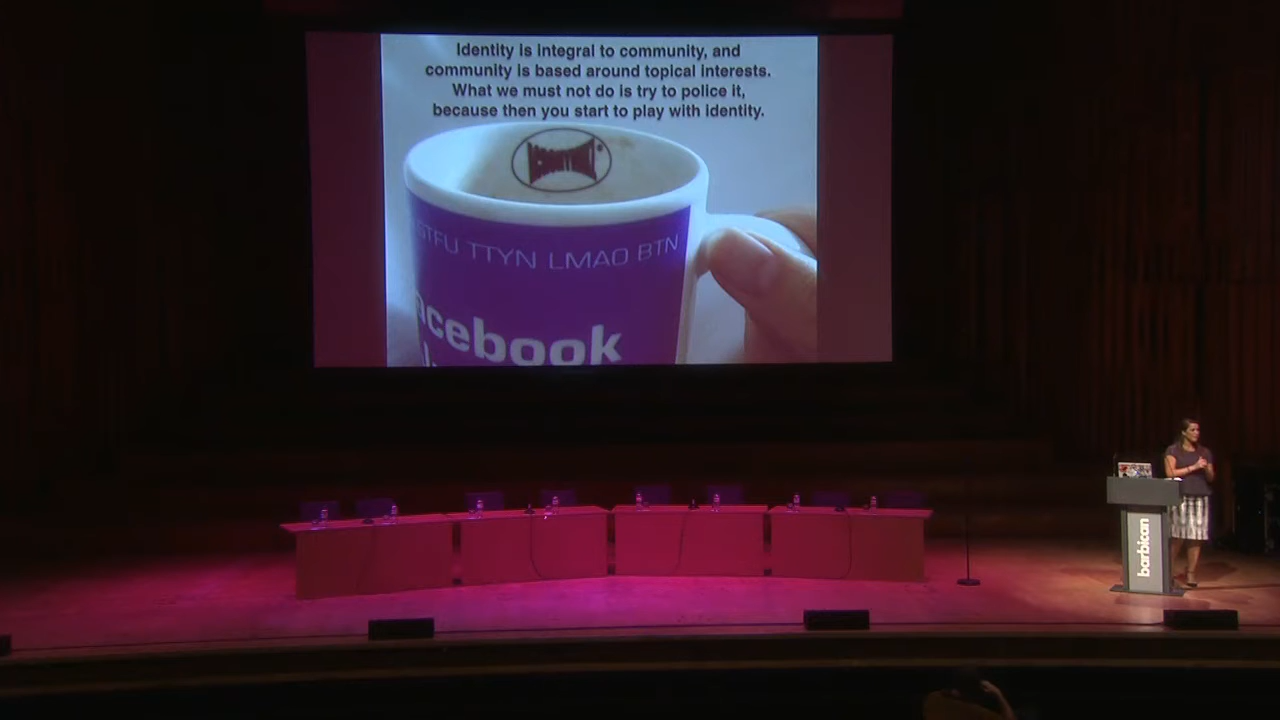 Identity is integral to community, and
community is based around topical interests.
What we must not do is try to police it,
because then you start to play with identity.
STFU TTYN LMAO BTN
acebook
barbican